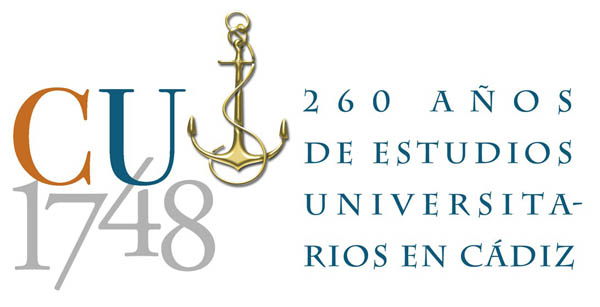 CU
1748
260 AÑOS
DE ESTUDIOS
UNIVERSITA-
RIOS EN CÁDIZ